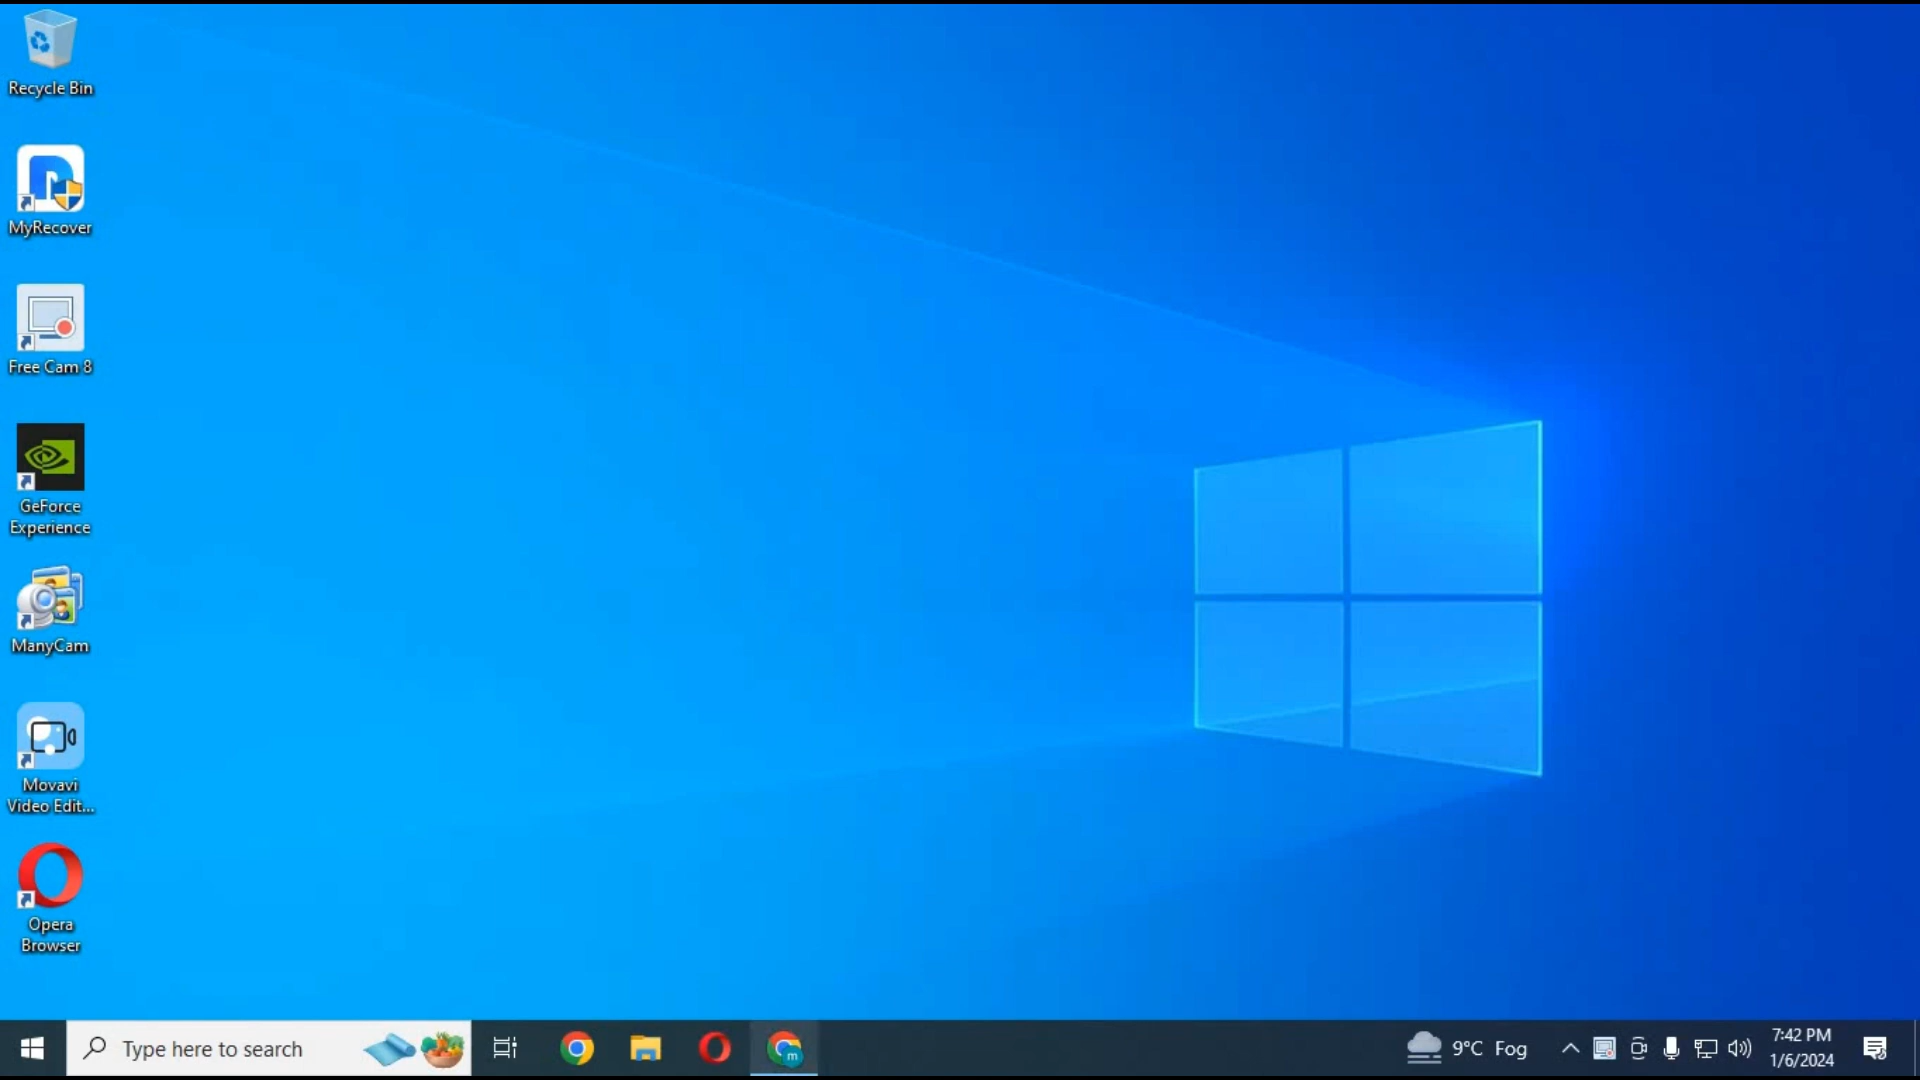 Recycle Bin
MyRecover
Free Cam 8
GeForce
Experience
ManyCam
Movavi
Video Edit...
Opera
Browser
Type here to search
m
9°C Fog
7:42 PM
1/6/2024